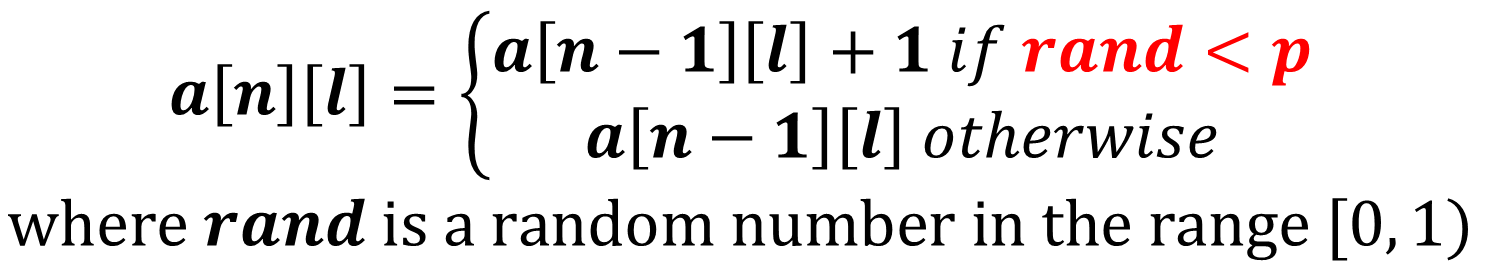 a[n − 1][l] + 1 if rand < p
a[n][l] = {
a[n − 1][l] otherwise
where rand is a random number in the range [0, 1)